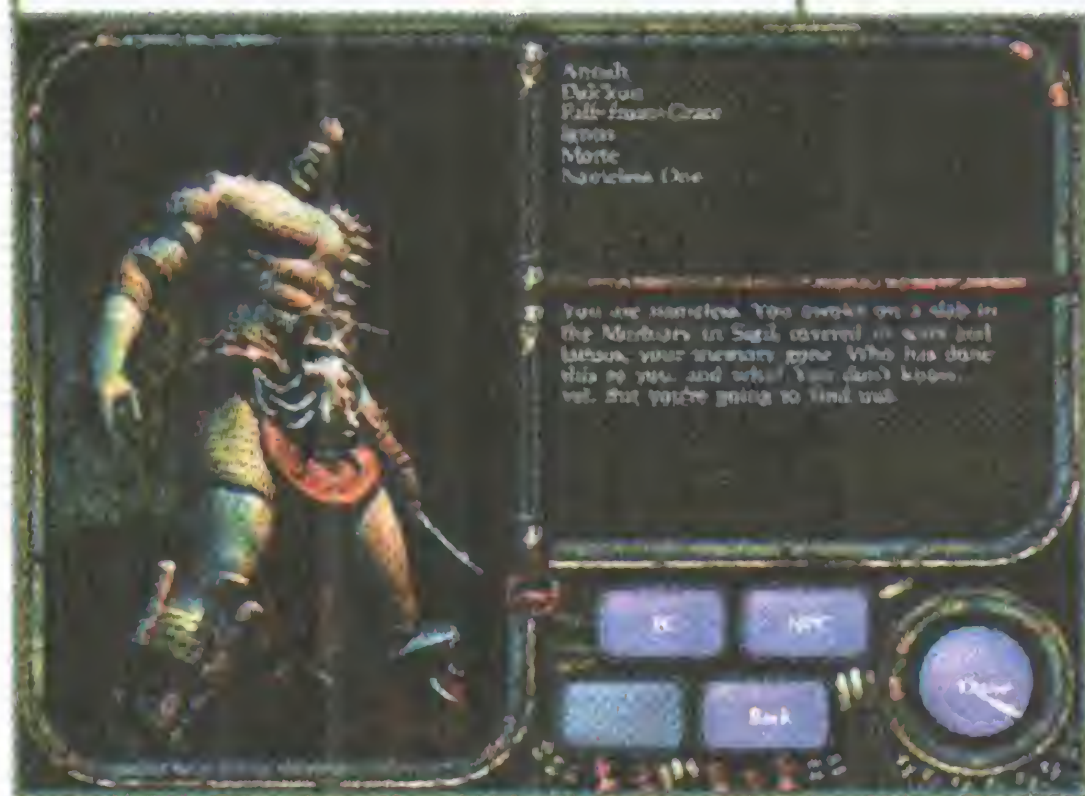 Annah
Dak'kon
Fall-from-Grace
Ignus
Morte
Nameless One
You are nameless. You awoke on a slab in
the Mortuary in Sigil, covered in scars and
tattoos, your memory gone. Who has done
this to you, and why? You don't know...
yet. But you're going to find out.
PC
NPC
Back
Done